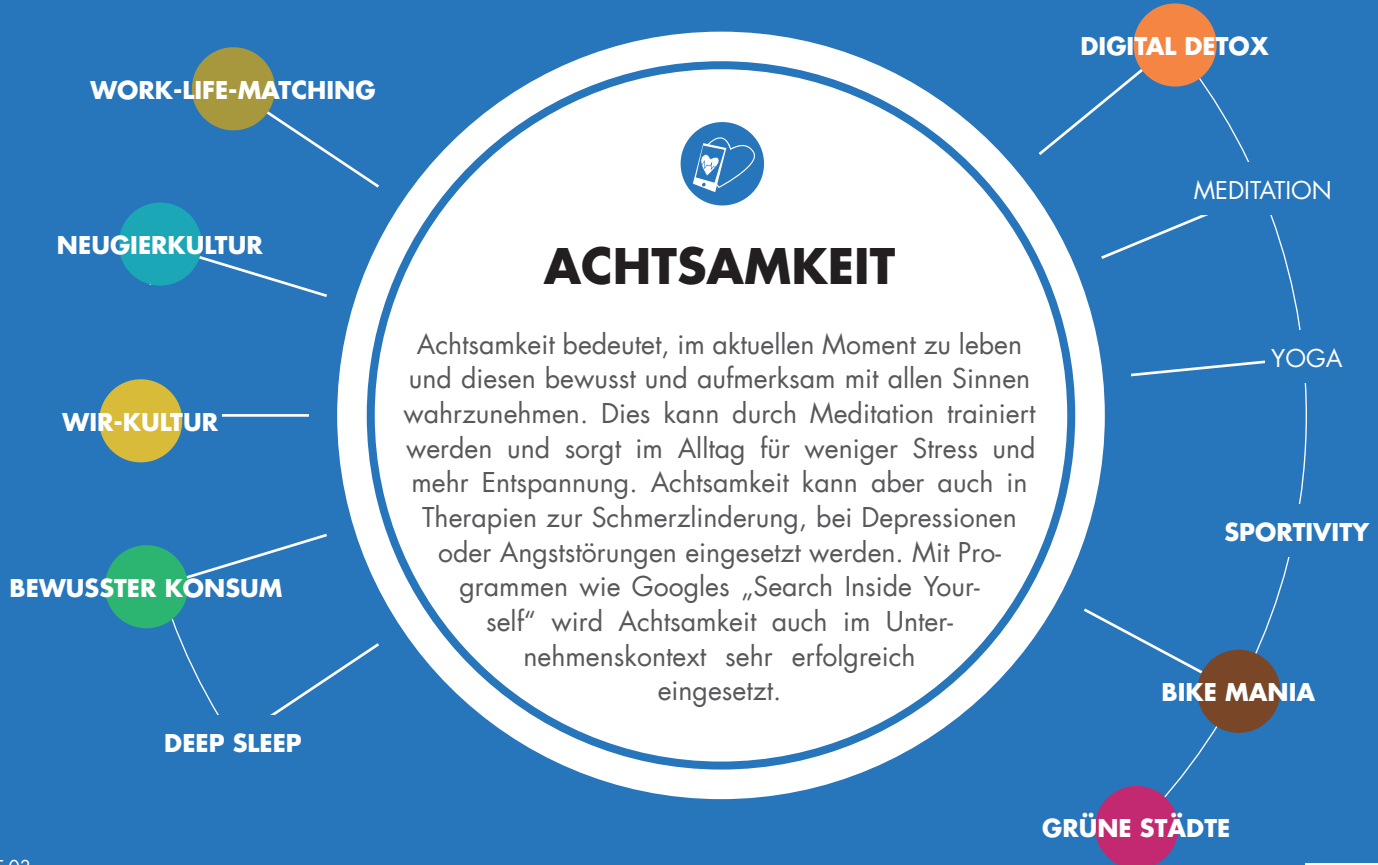 DIGITAL DETOX
WORK-LIFE-MATCHING
MEDITATION
NEUGIERKULTUR
ACHTSAMKEIT
Achtsamkeit bedeutet, im aktuellen Moment zu leben
und diesen bewusst und aufmerksam mit allen Sinnen
wahrzunehmen. Dies kann durch Meditation trainiert
werden und sorgt im Alltag für weniger Stress und
mehr Entspannung. Achtsamkeit kann aber auch in
Therapien zur Schmerzlinderung, bei Depressionen
oder Angststörungen eingesetzt werden. Mit Pro-
grammen wie Googles „Search Inside Your-
self“ wird Achtsamkeit auch im Unter-
nehmenskontext sehr erfolgreich
eingesetzt.
YOGA
WIR-KULTUR
SPORTIVITY
BEWUSSTER KONSUM
BIKE MANIA
DEEP SLEEP
GRÜNE STÄDTE